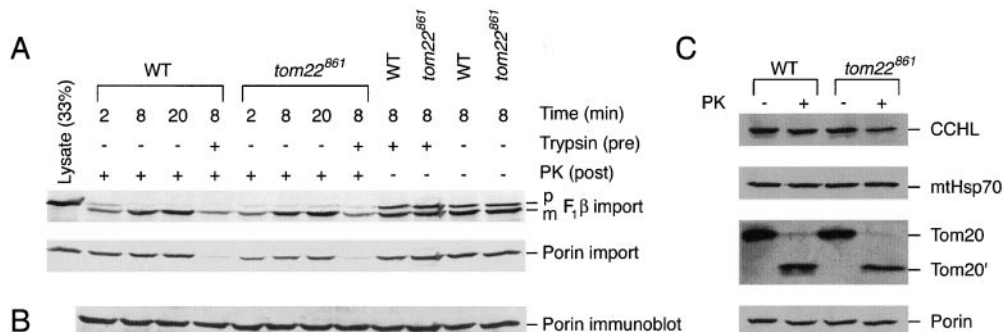 A
WT
tom22⁸⁶¹
WT
tom22⁸⁶¹
WT
tom22⁸⁶¹
Lysate (33%)
2 8 20 8 2 8 20 8 8 8 8 8 Time (min)
- - - + - - - + + + - - Trypsin (pre)
+ + + + + + + + - - - - PK (post)
p
m F₁β import
Porin import
B
Porin immunoblot
C
WT tom22⁸⁶¹
PK - + - +
CCHL
mtHsp70
Tom20
Tom20'
Porin